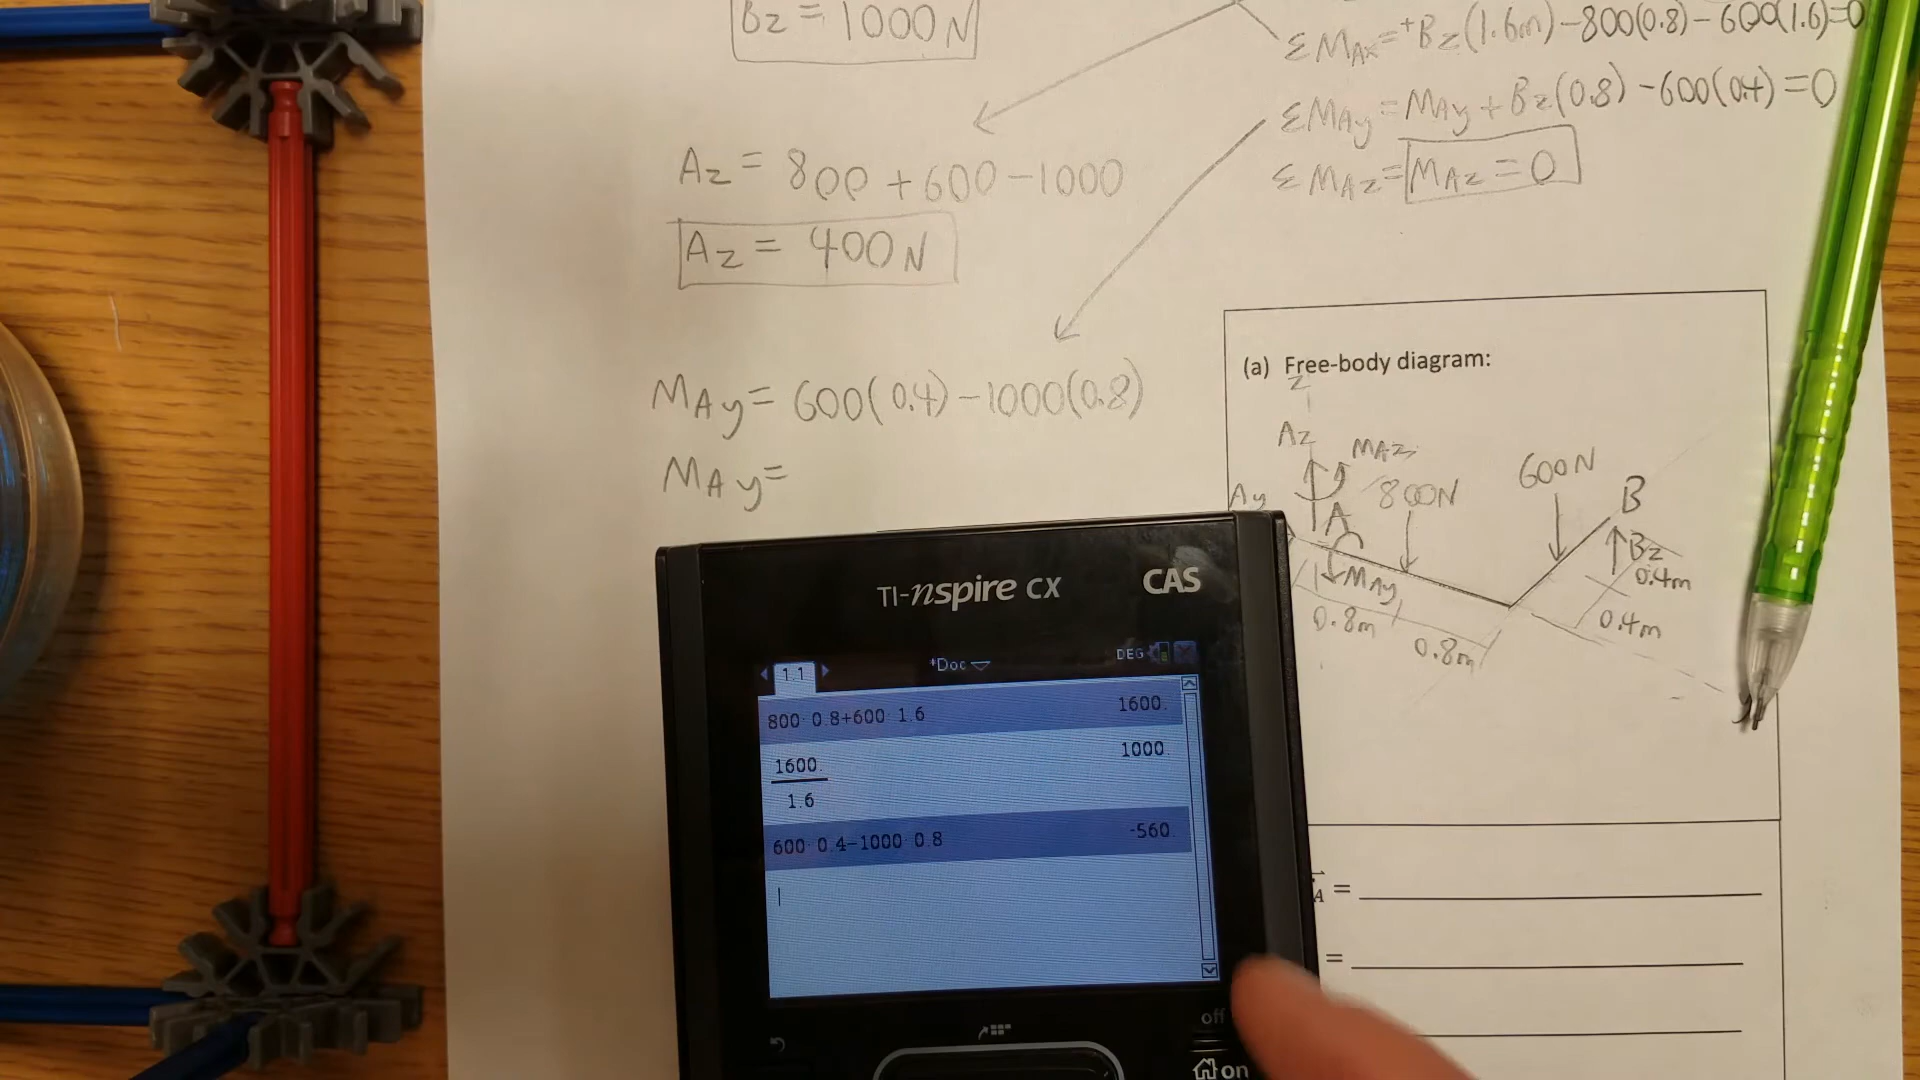 Bz = 1000N
ΣMAx=+Bz(1.6m)-800(0.8)-600(1.6)=0
ΣMAy=MAy+Bz(0.8)-600(0.4)=0
ΣMAz=MAz=0
Az = 800+600-1000
Az = 400N
MAy= 600(0.4)-1000(0.8)
MAy=
(a) Free-body diagram:
z
Az
MAz
Ay
A
800N
600N
B
Bz
0.4m
MAy
0.8m
0.4m
0.8m
A =
=
TI-nspire CX CAS
1.1
*Doc
DEG
800·0.8+600·1.6 1600.
1600.
1.6
1000.
600·0.4-1000·0.8 -560.
off
on